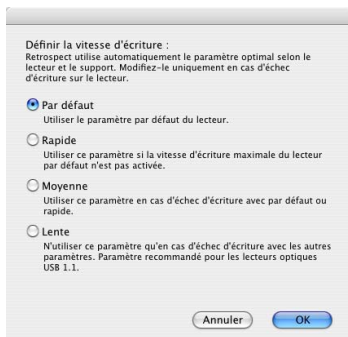 Définir la vitesse d'écriture :
Retrospect utilise automatiquement le paramètre optimal selon le
lecteur et le support. Modifiez-le uniquement en cas d'échec
d'écriture sur le lecteur.
Par défaut
Utiliser le paramètre par défaut du lecteur.
Rapide
Utiliser ce paramètre si la vitesse d'écriture maximale du lecteur
par défaut n'est pas activée.
Moyenne
Utiliser ce paramètre en cas d'échec d'écriture avec par défaut ou
rapide.
Lente
N'utiliser ce paramètre qu'en cas d'échec d'écriture avec les autres
paramètres. Paramètre recommandé pour les lecteurs optiques
USB 1.1.
Annuler OK